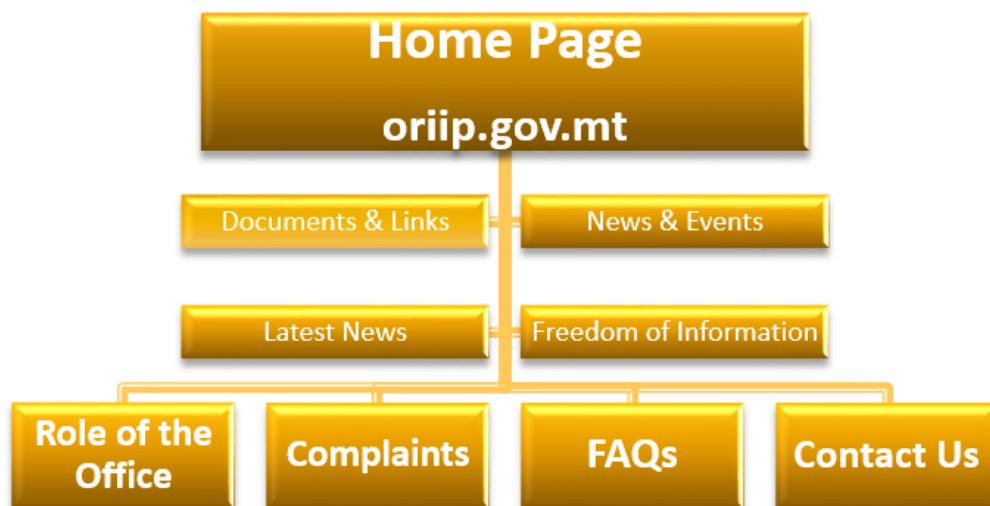 Home Page
oriip.gov.mt
Documents & Links
News & Events
Latest News
Freedom of Information
Role of the
Office
Complaints
FAQs
Contact Us